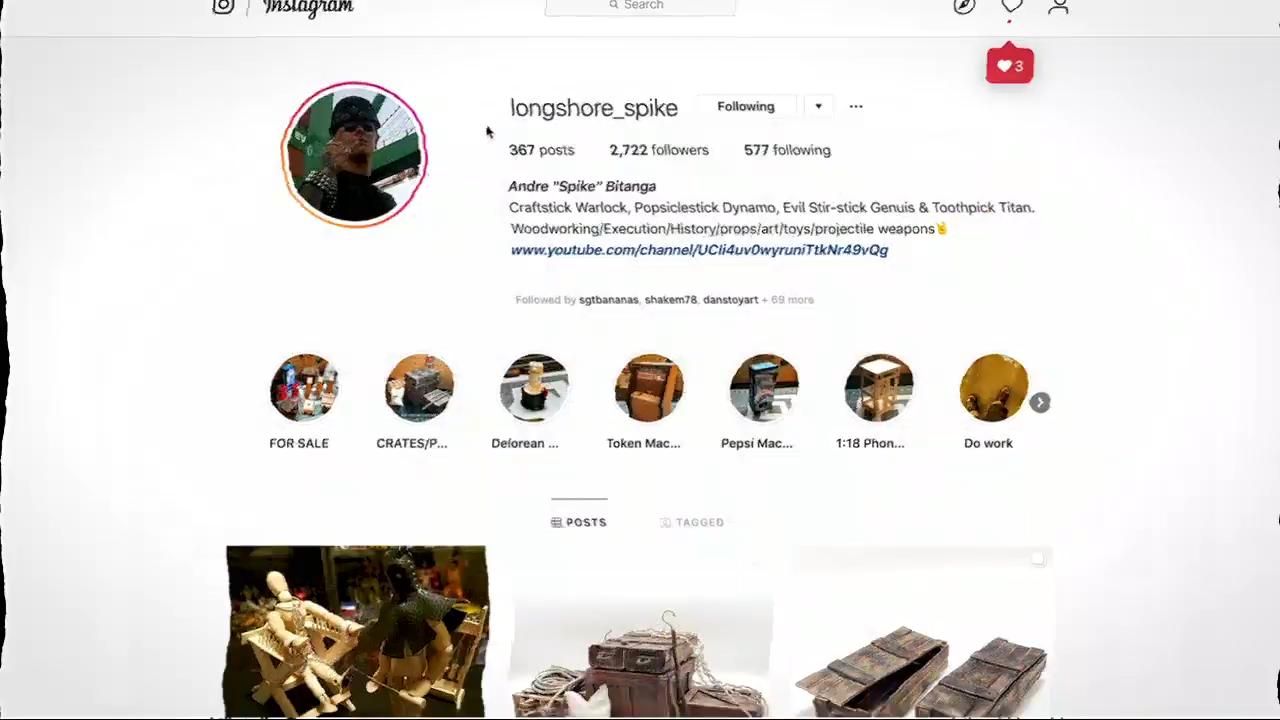 Instagram
Search
3
longshore_spike Following
367 posts 2,722 followers 577 following
Andre "Spike" Bitanga
Craftstick Warlock, Popsiclestick Dynamo, Evil Stir-stick Genuis & Toothpick Titan.
Woodworking/Execution/History/props/art/toys/projectile weapons🤘
www.youtube.com/channel/UCIi4uv0wyruniTtkNr49vQg
Followed by sgtbananas, shakem78, danstoyart + 69 more
FOR SALE CRATES/P... Delorean ... Token Mac... Pepsi Mac... 1:18 Phon... Do work
POSTS TAGGED